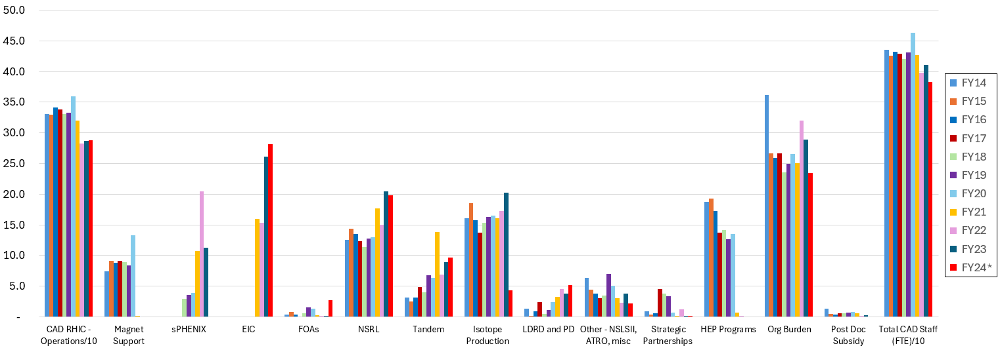 50.0
45.0
40.0
35.0
30.0
25.0
20.0
15.0
10.0
5.0
-
CAD RHIC -
Operations/10
Magnet
Support
sPHENIX
EIC
FOAs
NSRL
Tandem
Isotope
Production
LDRD and PD
Other - NSLSII,
ATRO, misc
Strategic
Partnerships
HEP Programs
Org Burden
Post Doc
Subsidy
Total CAD Staff
(FTE)/10
FY14
FY15
FY16
FY17
FY18
FY19
FY20
FY21
FY22
FY23
FY24*